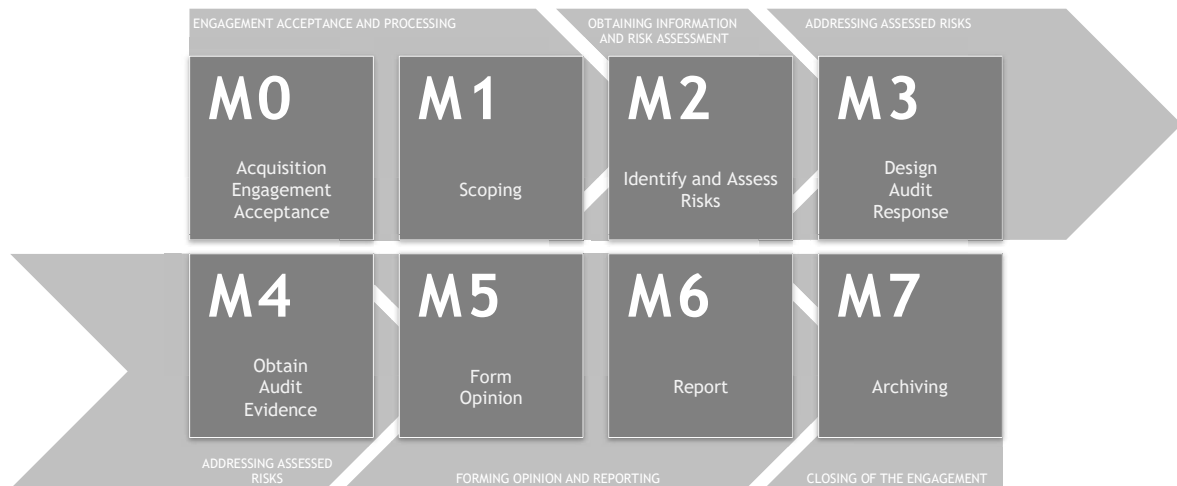 ENGAGEMENT ACCEPTANCE AND PROCESSING
OBTAINING INFORMATION
AND RISK ASSESSMENT
ADDRESSING ASSESSED RISKS
M0
Acquisition
Engagement
Acceptance
M1
Scoping
M2
Identify and Assess
Risks
M3
Design
Audit
Response
M4
Obtain
Audit
Evidence
M5
Form
Opinion
M6
Report
M7
Archiving
ADDRESSING ASSESSED
RISKS
FORMING OPINION AND REPORTING
CLOSING OF THE ENGAGEMENT